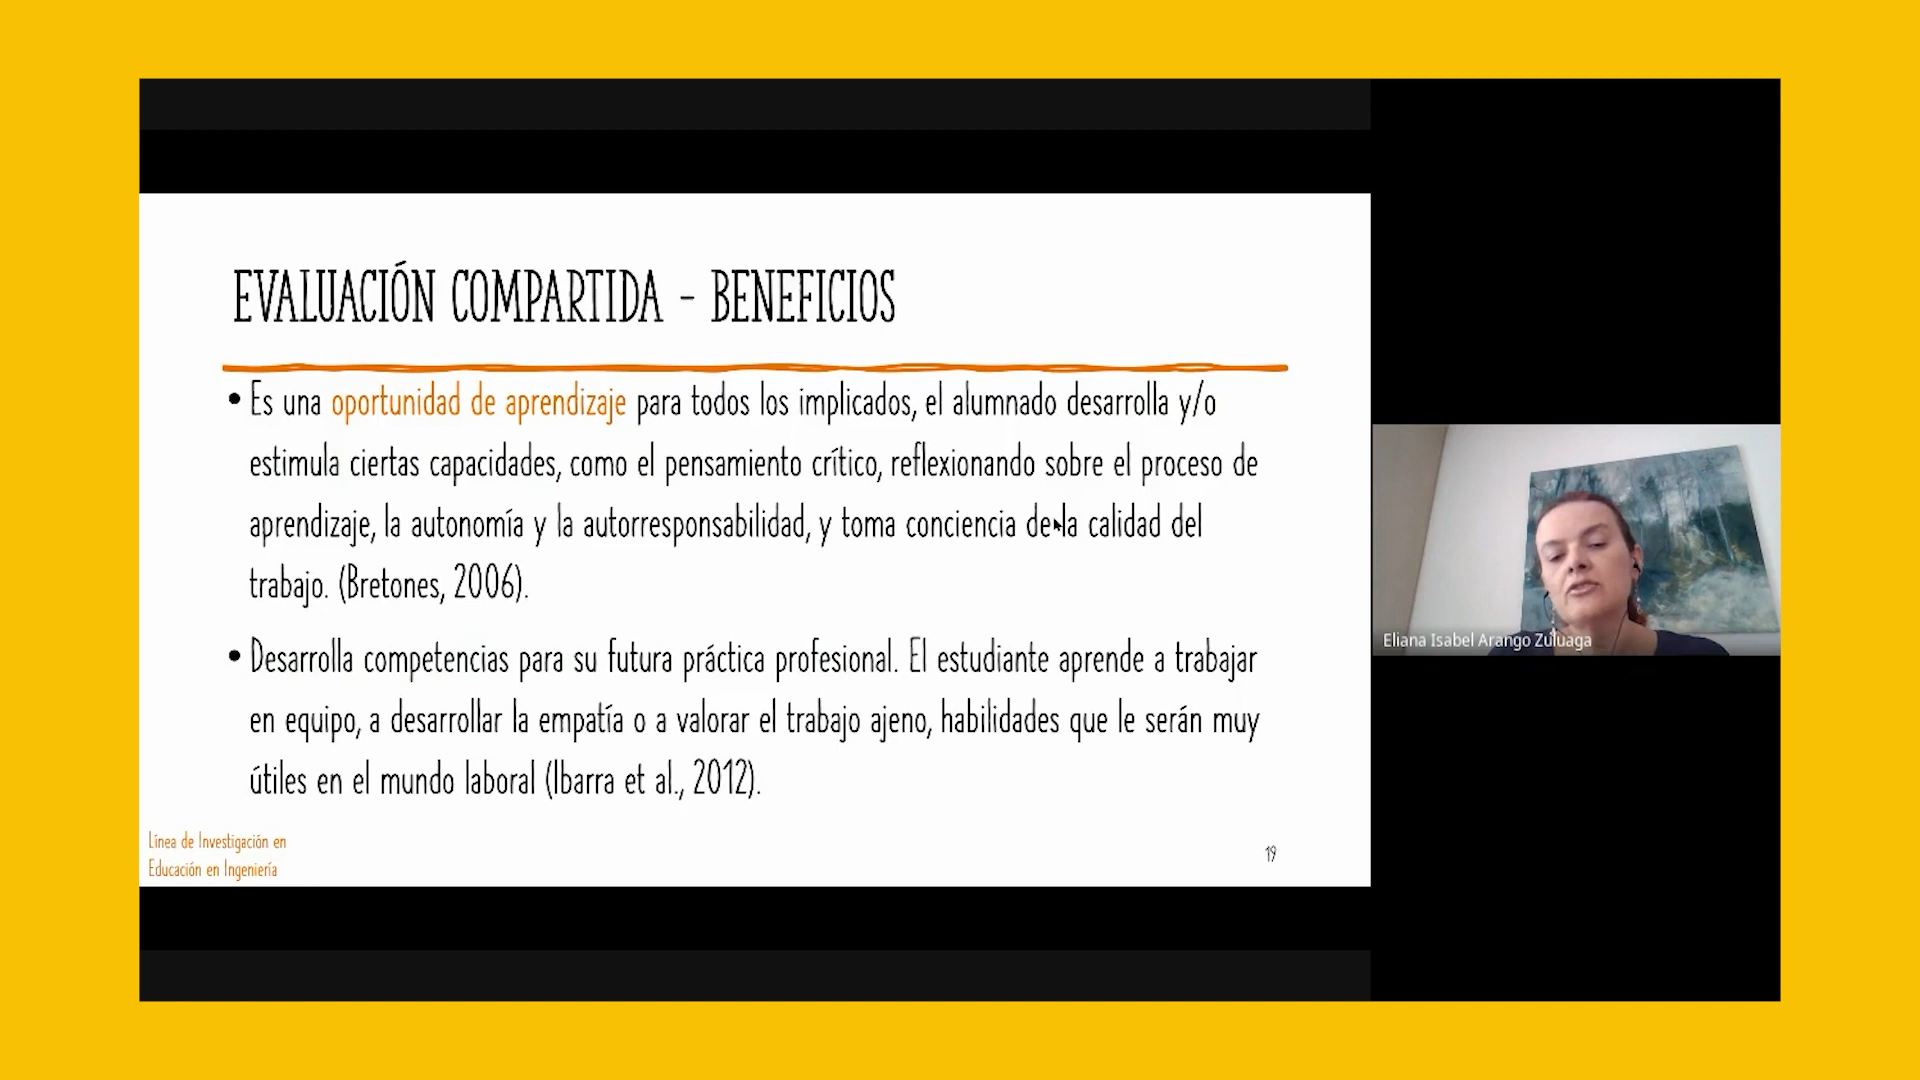 EVALUACIÓN COMPARTIDA - BENEFICIOS
• Es una oportunidad de aprendizaje para todos los implicados, el alumnado desarrolla y/o
estimula ciertas capacidades, como el pensamiento crítico, reflexionando sobre el proceso de
aprendizaje, la autonomía y la autorresponsabilidad, y toma conciencia de la calidad del
trabajo. (Bretones, 2006).
• Desarrolla competencias para su futura práctica profesional. El estudiante aprende a trabajar
en equipo, a desarrollar la empatía o a valorar el trabajo ajeno, habilidades que le serán muy
útiles en el mundo laboral (Ibarra et al., 2012).
Línea de Investigación en
Educación en Ingeniería
19
Eliana Isabel Arango Zuluaga